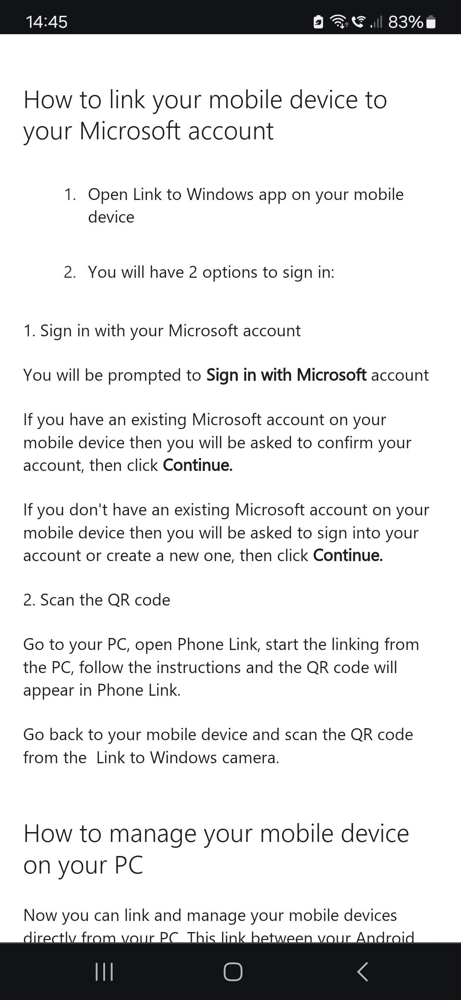 14:45
83%
How to link your mobile device to
your Microsoft account
1. Open Link to Windows app on your mobile
device
2. You will have 2 options to sign in:
1. Sign in with your Microsoft account
You will be prompted to Sign in with Microsoft account
If you have an existing Microsoft account on your
mobile device then you will be asked to confirm your
account, then click Continue.
If you don't have an existing Microsoft account on your
mobile device then you will be asked to sign into your
account or create a new one, then click Continue.
2. Scan the QR code
Go to your PC, open Phone Link, start the linking from
the PC, follow the instructions and the QR code will
appear in Phone Link.
Go back to your mobile device and scan the QR code
from the  Link to Windows camera.
How to manage your mobile device
on your PC
Now you can link and manage your mobile devices
directly from your PC. This link between your Android